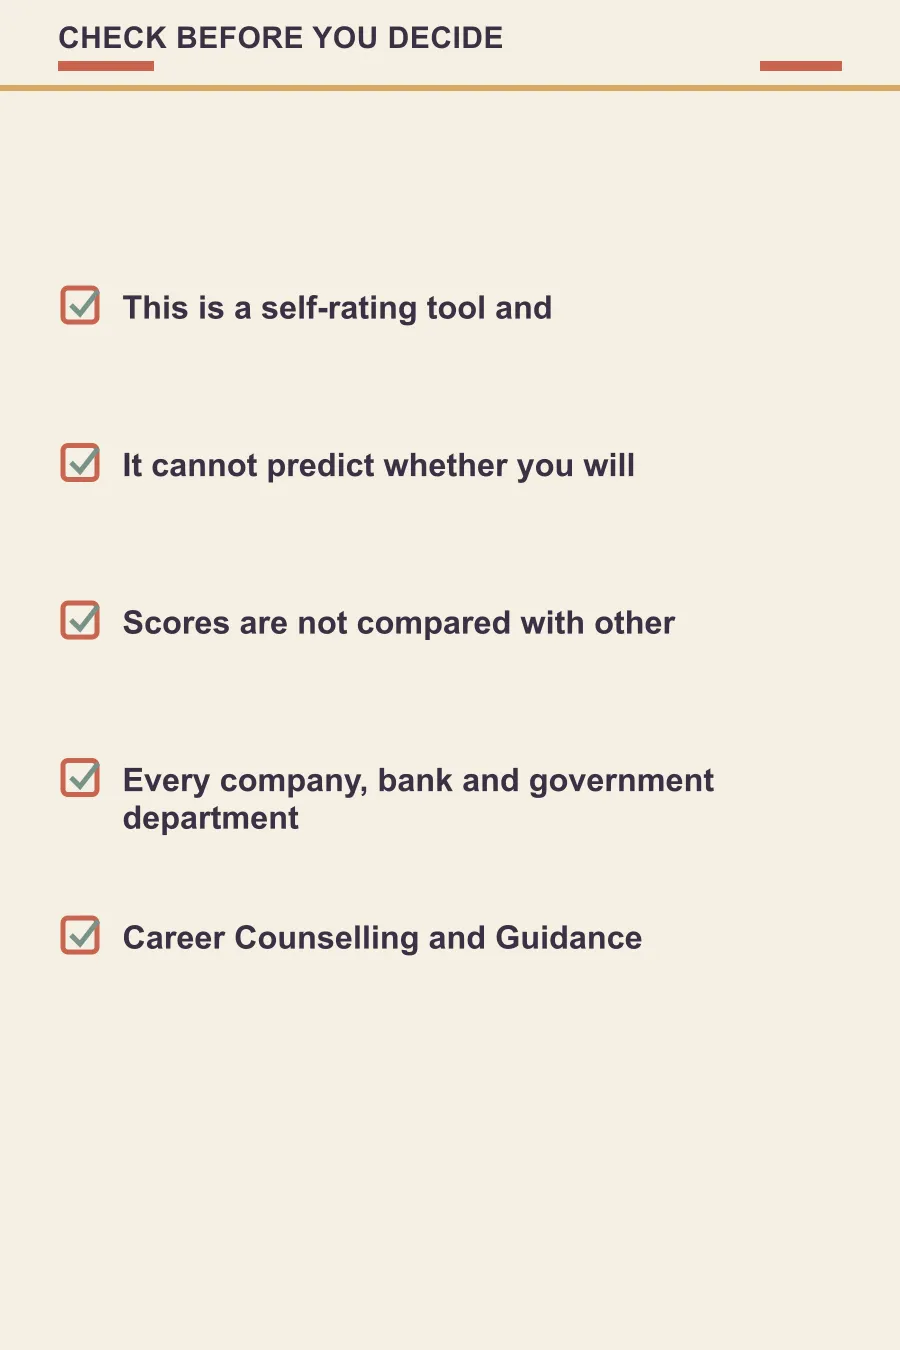 CHECK BEFORE YOU DECIDE
This is a self-rating tool and
It cannot predict whether you will
Scores are not compared with other
Every company, bank and government
department
Career Counselling and Guidance